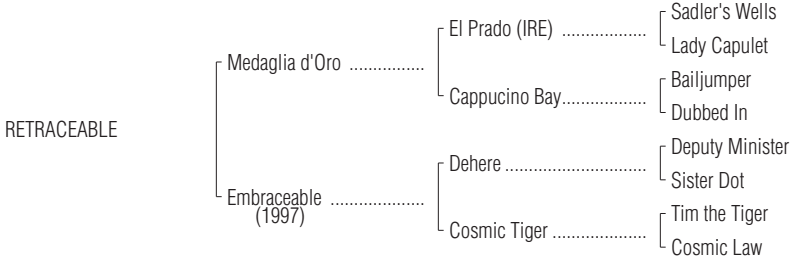 Sadler's Wells
El Prado (IRE) ..................
Lady Capulet
Medaglia d'Oro ................
Bailjumper
Cappucino Bay..................
Dubbed In
RETRACEABLE
Deputy Minister
Dehere ..............................
Sister Dot
Embraceable ....................
(1997)
Tim the Tiger
Cosmic Tiger ....................
Cosmic Law